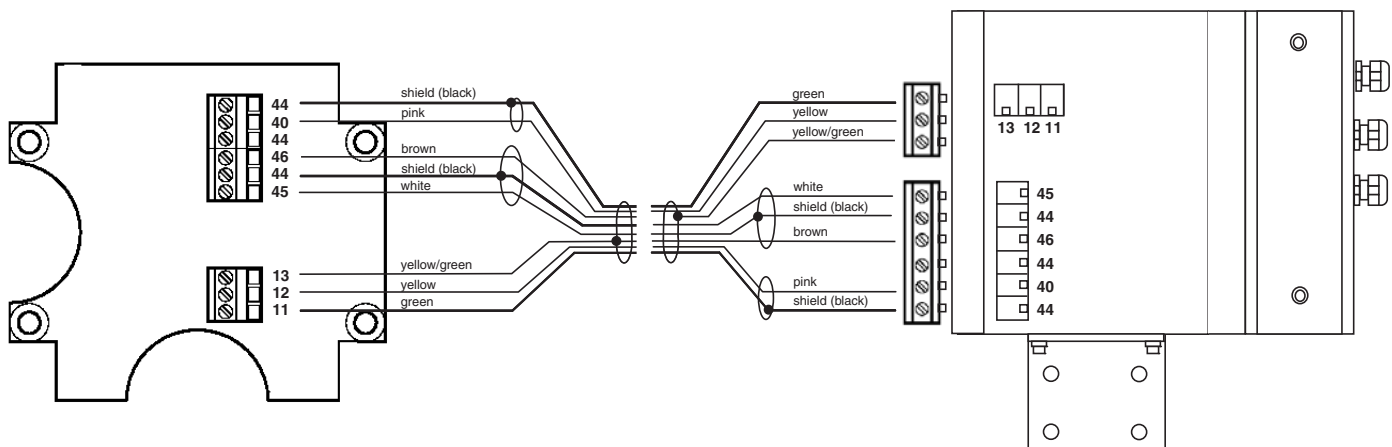 44 shield (black)
40 pink
44
46 brown
44 shield (black)
45 white
13 yellow/green
12 yellow
11 green
green
yellow
yellow/green
white
shield (black)
brown
pink
shield (black)
13 12 11
45
44
46
44
40
44